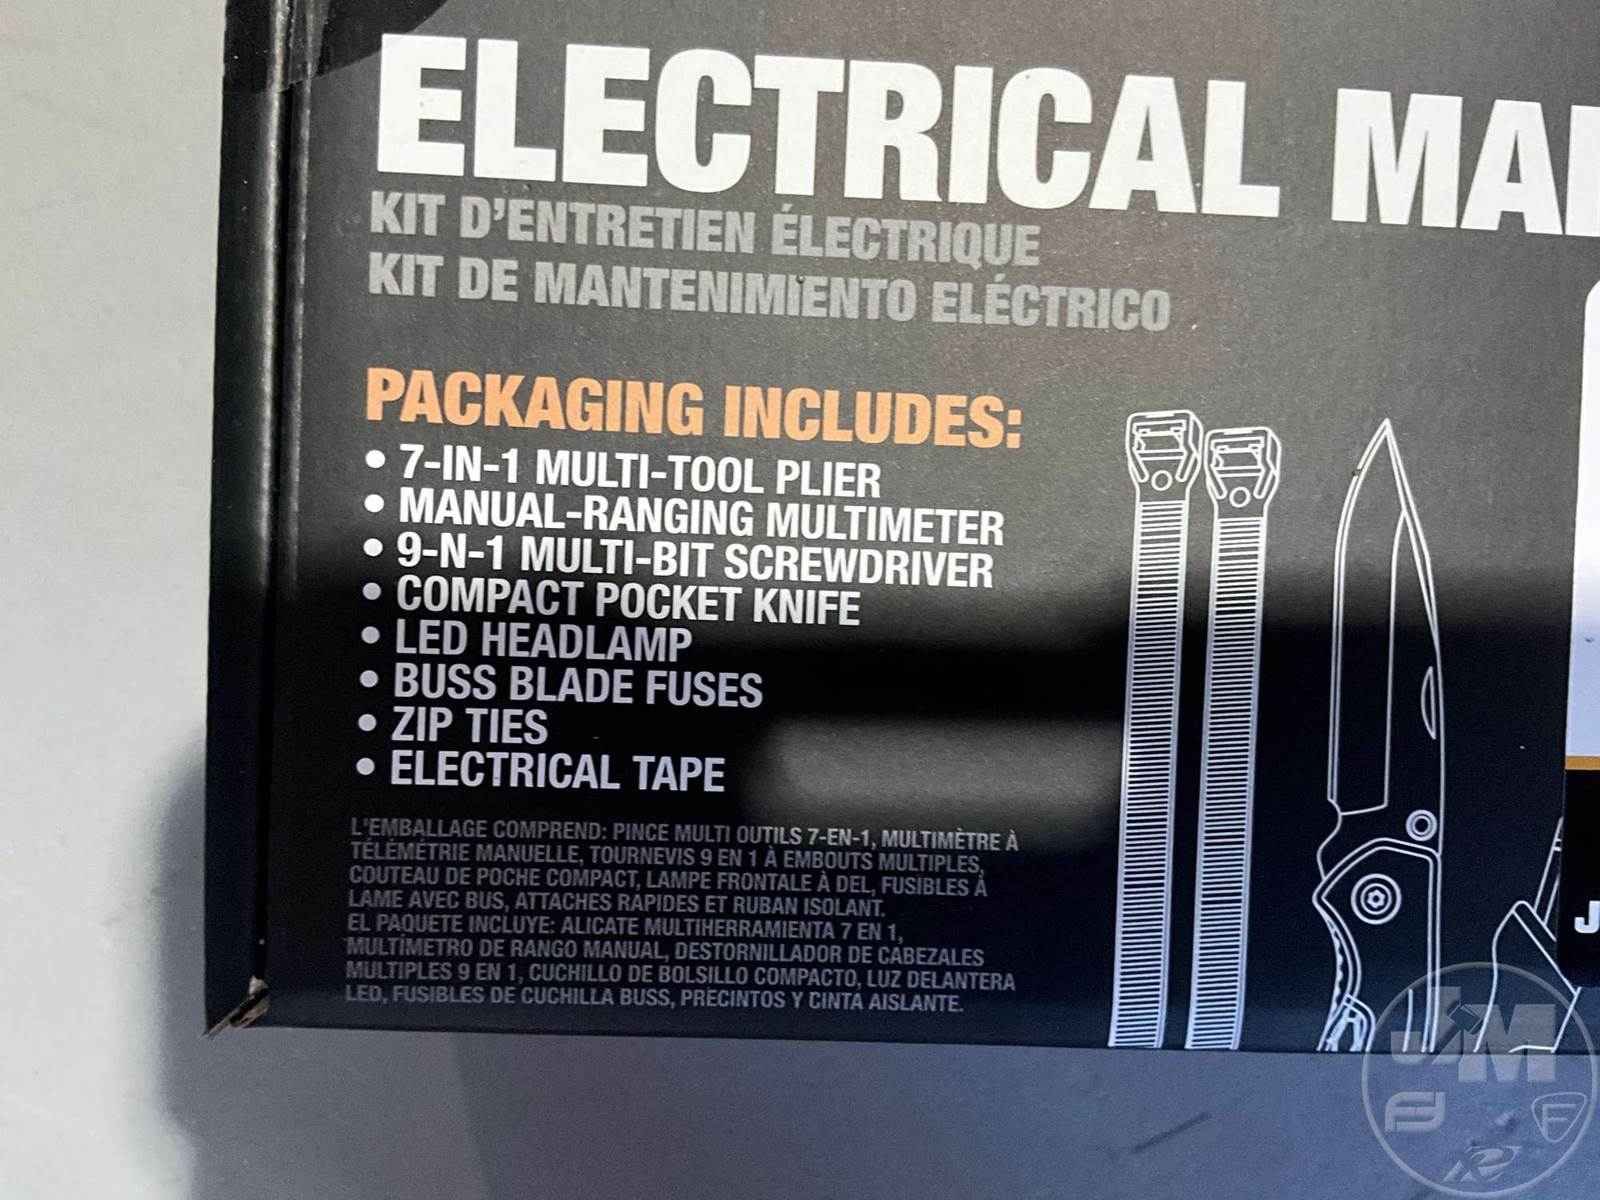 ELECTRICAL MAI
KIT D'ENTRETIEN ÉLECTRIQUE
KIT DE MANTENIMIENTO ELÉCTRICO
PACKAGING INCLUDES:
• 7-IN-1 MULTI-TOOL PLIER
• MANUAL-RANGING MULTIMETER
• 9-N-1 MULTI-BIT SCREWDRIVER
• COMPACT POCKET KNIFE
• LED HEADLAMP
• BUSS BLADE FUSES
• ZIP TIES
• ELECTRICAL TAPE
L'EMBALLAGE COMPREND: PINCE MULTI OUTILS 7-EN-1, MULTIMÈTRE À
TÉLÉMÉTRIE MANUELLE, TOURNEVIS 9 EN 1 À EMBOUTS MULTIPLES,
COUTEAU DE POCHE COMPACT, LAMPE FRONTALE À DEL, FUSIBLES À
LAME AVEC BUS, ATTACHES RAPIDES ET RUBAN ISOLANT.
EL PAQUETE INCLUYE: ALICATE MULTIHERRAMIENTA 7 EN 1,
MULTÍMETRO DE RANGO MANUAL, DESTORNILLADOR DE CABEZALES
MULTIPLES 9 EN 1, CUCHILLO DE BOLSILLO COMPACTO, LUZ DELANTERA
LED, FUSIBLES DE CUCHILLA BUSS, PRECINTOS Y CINTA AISLANTE.
J
JM